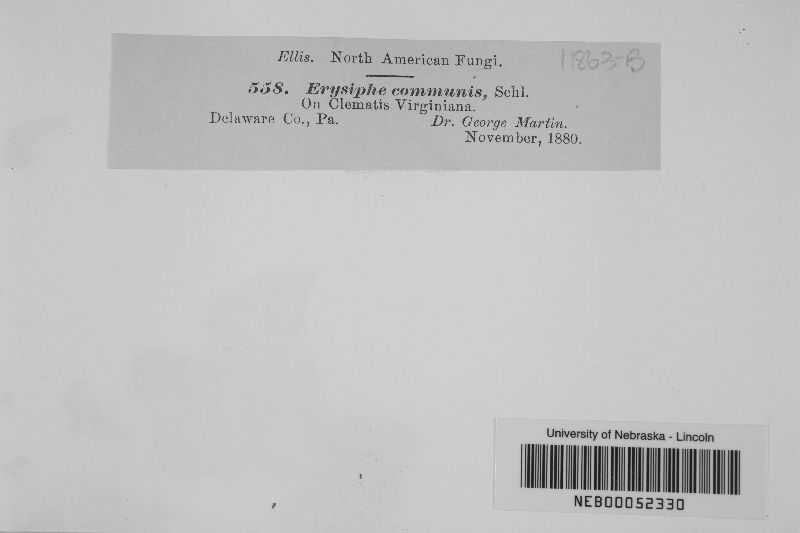 Ellis. North American Fungi.
11863-B
558. Erysiphe communis, Schl.
On Clematis Virginiana.
Delaware Co., Pa. Dr. George Martin.
November, 1880.
University of Nebraska - Lincoln
NEB00052330